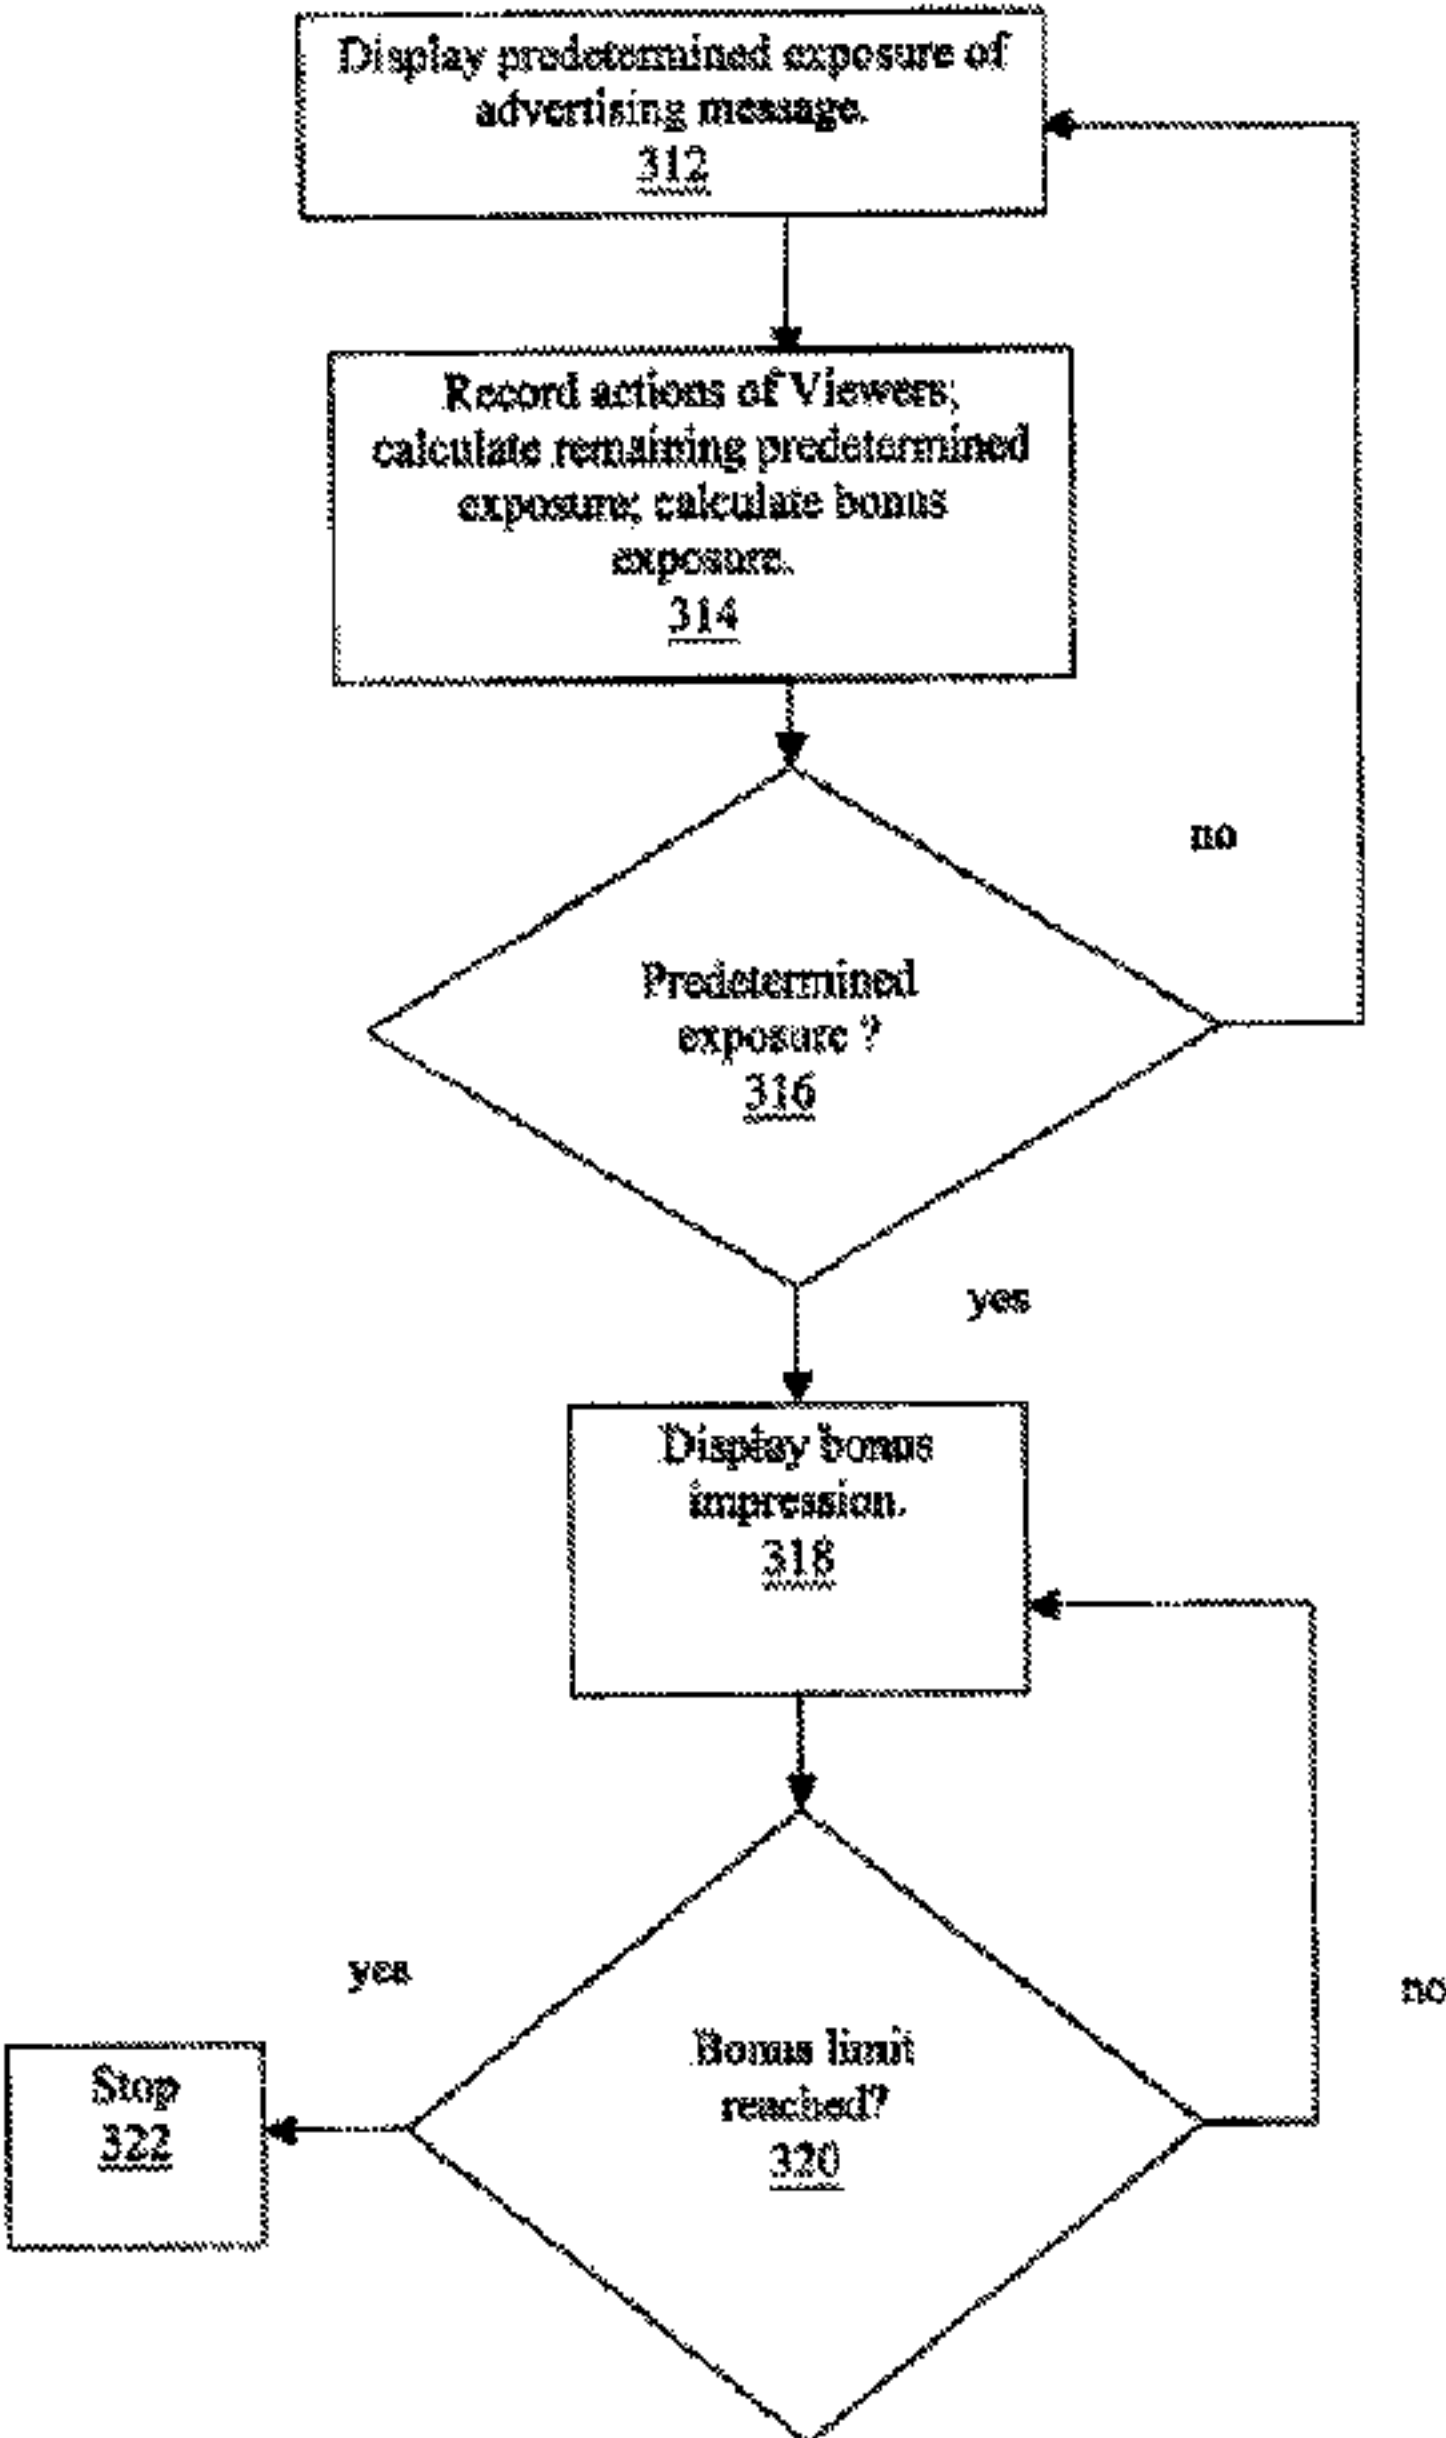 Display predetermined exposure of
advertising message.
312
Record actions of Viewers;
calculate remaining predetermined
exposure; calculate bonus
exposure.
314
no
Predetermined
exposure ?
316
yes
Display bonus
impression.
318
yes
no
Bonus limit
reached?
320
Stop
322